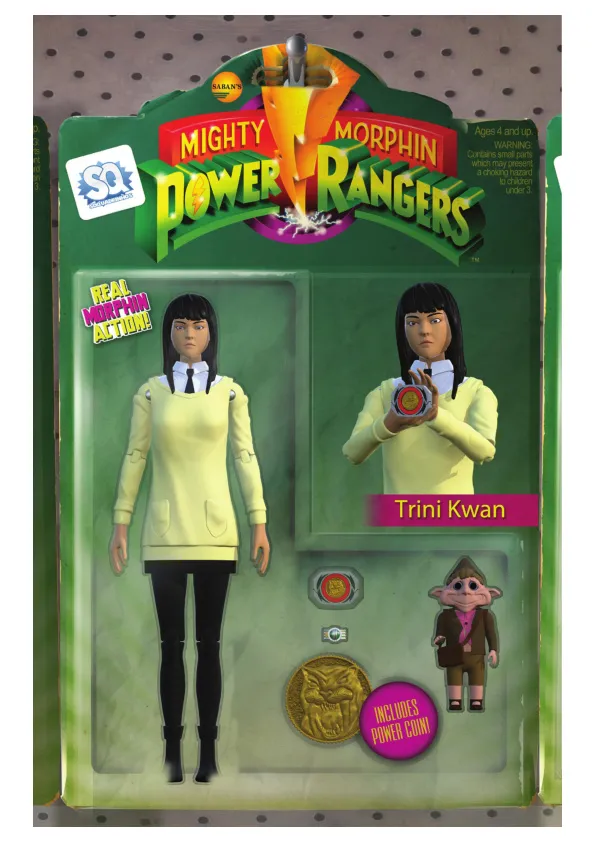 SABAN'S
MIGHTY MORPHIN
POWER RANGERS
TM
Ages 4 and up.
WARNING:
Contains small parts
which may present
a choking hazard
to children
under 3.
SQ
REAL
MORPHIN
ACTION!
Trini Kwan
INCLUDES
POWER COIN!